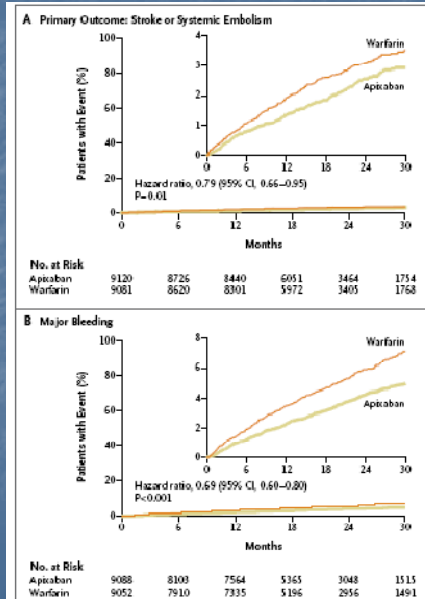 A Primary Outcome: Stroke or Systemic Embolism
Patients with Event (%)
100
80
60
40
20
0
4
3
2
1
0
0 6 12 18 24 30
Warfarin
Apixaban
Hazard ratio, 0.79 (95% CI, 0.66–0.95)
P=0.01
0 6 12 18 24 30
Months
No. at Risk
Apixaban 9120 8726 8440 6051 3464 1754
Warfarin 9081 8620 8301 5972 3405 1768
B Major Bleeding
Patients with Event (%)
100
80
60
40
20
0
8
6
4
2
0
0 6 12 18 24 30
Warfarin
Apixaban
Hazard ratio, 0.69 (95% CI, 0.60–0.80)
P<0.001
0 6 12 18 24 30
Months
No. at Risk
Apixaban 9088 8103 7564 5365 3048 1515
Warfarin 9052 7910 7335 5196 2956 1491